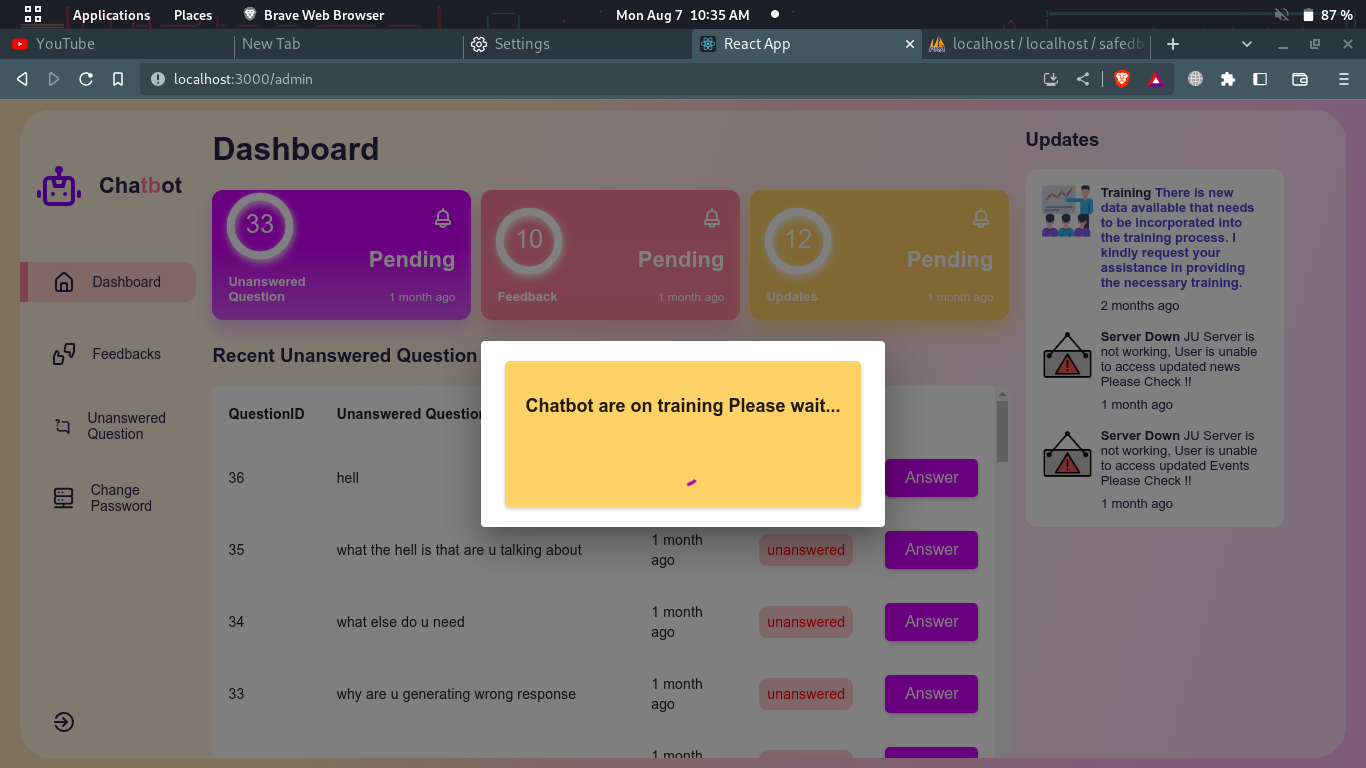 Applications Places Brave Web Browser Mon Aug 7 10:35 AM 87 %
YouTube New Tab Settings React App localhost / localhost / safedb
localhost:3000/admin
Chatbot
Dashboard
Feedbacks
Unanswered
Question
Change
Password
Dashboard
33
Pending
Unanswered
Question
1 month ago
10
Pending
Feedback
1 month ago
12
Pending
Updates
1 month ago
Recent Unanswered Question
QuestionID Unanswered Question
36 hell Answer
35 what the hell is that are u talking about 1 month
ago unanswered Answer
34 what else do u need 1 month
ago unanswered Answer
33 why are u generating wrong response 1 month
ago unanswered Answer
1 month
Chatbot are on training Please wait...
Updates
Training There is new
data available that needs
to be incorporated into
the training process. I
kindly request your
assistance in providing
the necessary training.
2 months ago
Server Down JU Server is
not working, User is unable
to access updated news
Please Check !!
1 month ago
Server Down JU Server is
not working, User is unable
to access updated Events
Please Check !!
1 month ago